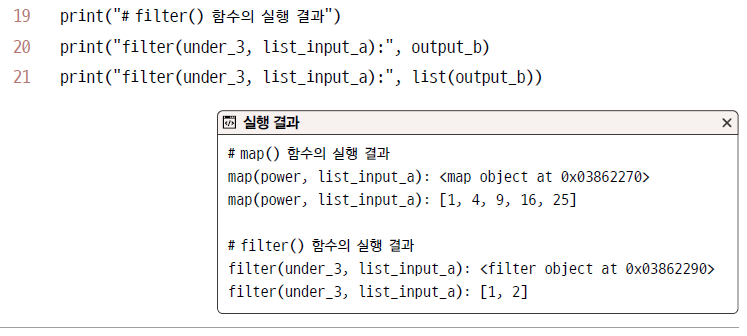 19 print("# filter() 함수의 실행 결과")
20 print("filter(under_3, list_input_a):", output_b)
21 print("filter(under_3, list_input_a):", list(output_b))
실행 결과
# map() 함수의 실행 결과
map(power, list_input_a): <map object at 0x03862270>
map(power, list_input_a): [1, 4, 9, 16, 25]
# filter() 함수의 실행 결과
filter(under_3, list_input_a): <filter object at 0x03862290>
filter(under_3, list_input_a): [1, 2]